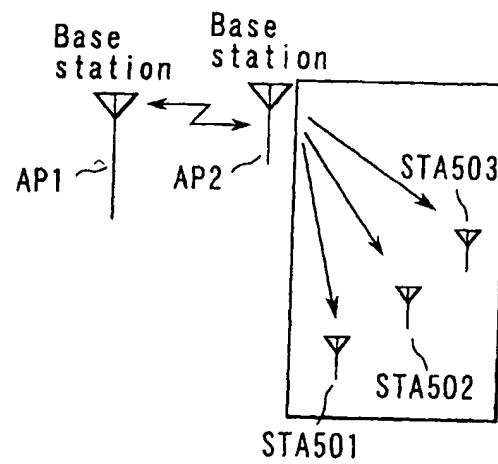 Base
station
Base
station
AP1
AP2
STA503
STA502
STA501